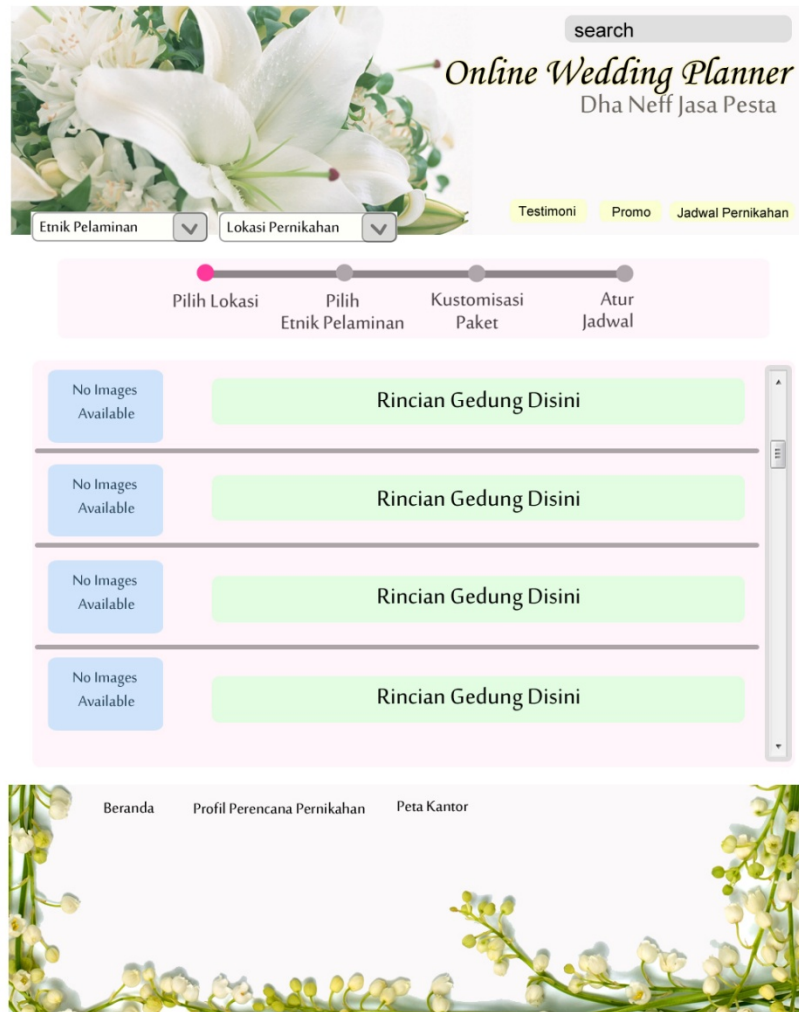 search
Online Wedding Planner
Dha Neff Jasa Pesta
Testimoni
Promo
Jadwal Pernikahan
Etnik Pelaminan
Lokasi Pernikahan
Pilih Lokasi
Pilih
Etnik Pelaminan
Kustomisasi
Paket
Atur
Jadwal
No Images
Available
Rincian Gedung Disini
No Images
Available
Rincian Gedung Disini
No Images
Available
Rincian Gedung Disini
No Images
Available
Rincian Gedung Disini
Beranda
Profil Perencana Pernikahan
Peta Kantor